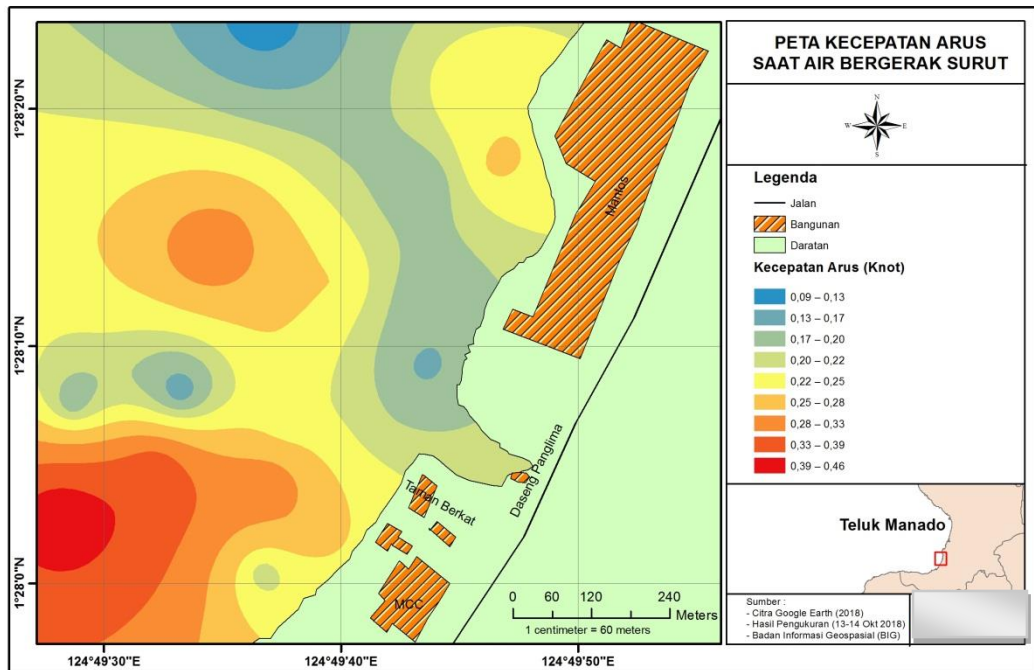 PETA KECEPATAN ARUS
SAAT AIR BERGERAK SURUT
N
W E
S
Legenda
Jalan
Bangunan
Daratan
Kecepatan Arus (Knot)
0,09 – 0,13
0,13 – 0,17
0,17 – 0,20
0,20 – 0,22
0,22 – 0,25
0,25 – 0,28
0,28 – 0,33
0,33 – 0,39
0,39 – 0,46
Teluk Manado
Sumber :
- Citra Google Earth (2018)
- Hasil Pengukuran (13-14 Okt 2018)
- Badan Informasi Geospasial (BIG)
1°28'20"N
1°28'10"N
1°28'0"N
124°49'30"E
124°49'40"E
124°49'50"E
Mantos
Daseng Panglima
Taman Berkat
MCC
0 60 120 240
Meters
1 centimeter = 60 meters